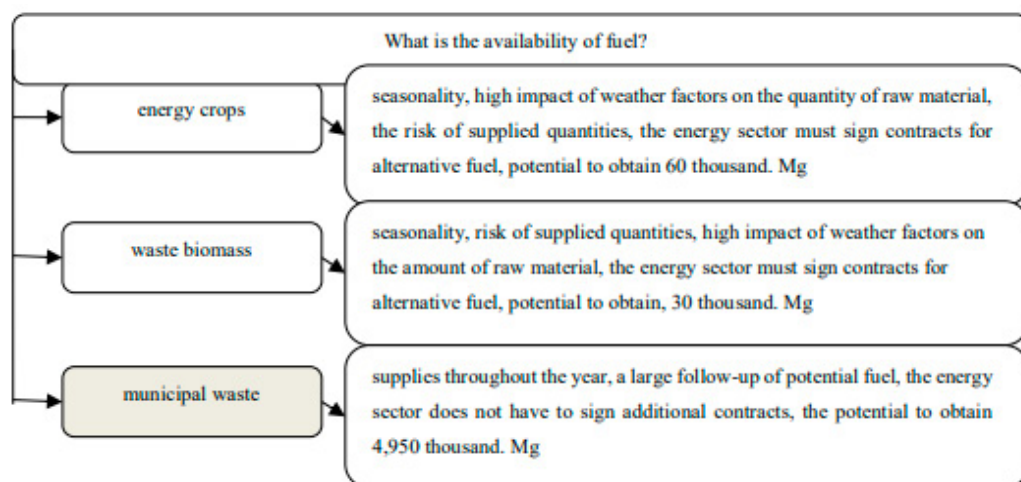 What is the availability of fuel?
energy crops
seasonality, high impact of weather factors on the quantity of raw material,
the risk of supplied quantities, the energy sector must sign contracts for
alternative fuel, potential to obtain 60 thousand. Mg
waste biomass
seasonality, risk of supplied quantities, high impact of weather factors on
the amount of raw material, the energy sector must sign contracts for
alternative fuel, potential to obtain, 30 thousand. Mg
municipal waste
supplies throughout the year, a large follow-up of potential fuel, the energy
sector does not have to sign additional contracts, the potential to obtain
4,950 thousand. Mg